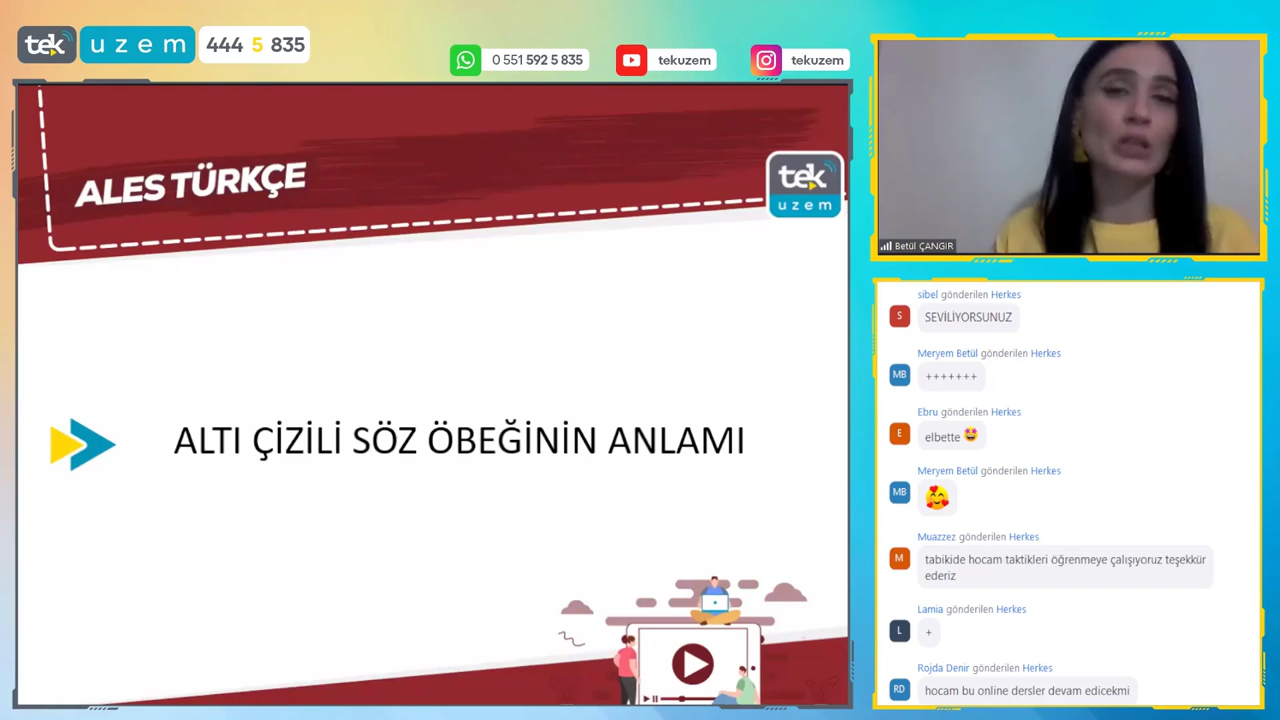 tek uzem 444 5 835
0 551 592 5 835
tekuzem
tekuzem
ALES TÜRKÇE
tek
uzem
ALTI ÇİZİLİ SÖZ ÖBEĞİNİN ANLAMI
Betül ÇANGIR
sibel gönderilen Herkes
S
SEVİLİYORSUNUZ
Meryem Betül gönderilen Herkes
MB
+++++++
Ebru gönderilen Herkes
E
elbette 🤩
Meryem Betül gönderilen Herkes
MB
🥰
Muazzez gönderilen Herkes
M
tabikide hocam taktikleri öğrenmeye çalışıyoruz teşekkür
ederiz
Lamia gönderilen Herkes
L
+
Rojda Denir gönderilen Herkes
RD
hocam bu online dersler devam edicekmi